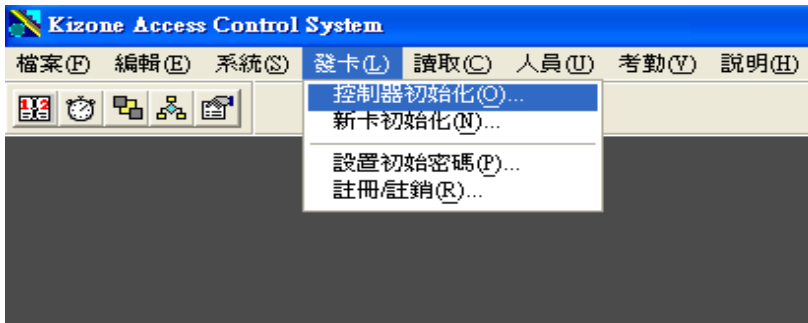 Kizone Access Control System
檔案(F) 編輯(E) 系統(S) 發卡(L) 讀取(C) 人員(U) 考勤(V) 說明(H)
控制器初始化(O)...
新卡初始化(N)...
設置初始密碼(P)...
註冊/註銷(R)...